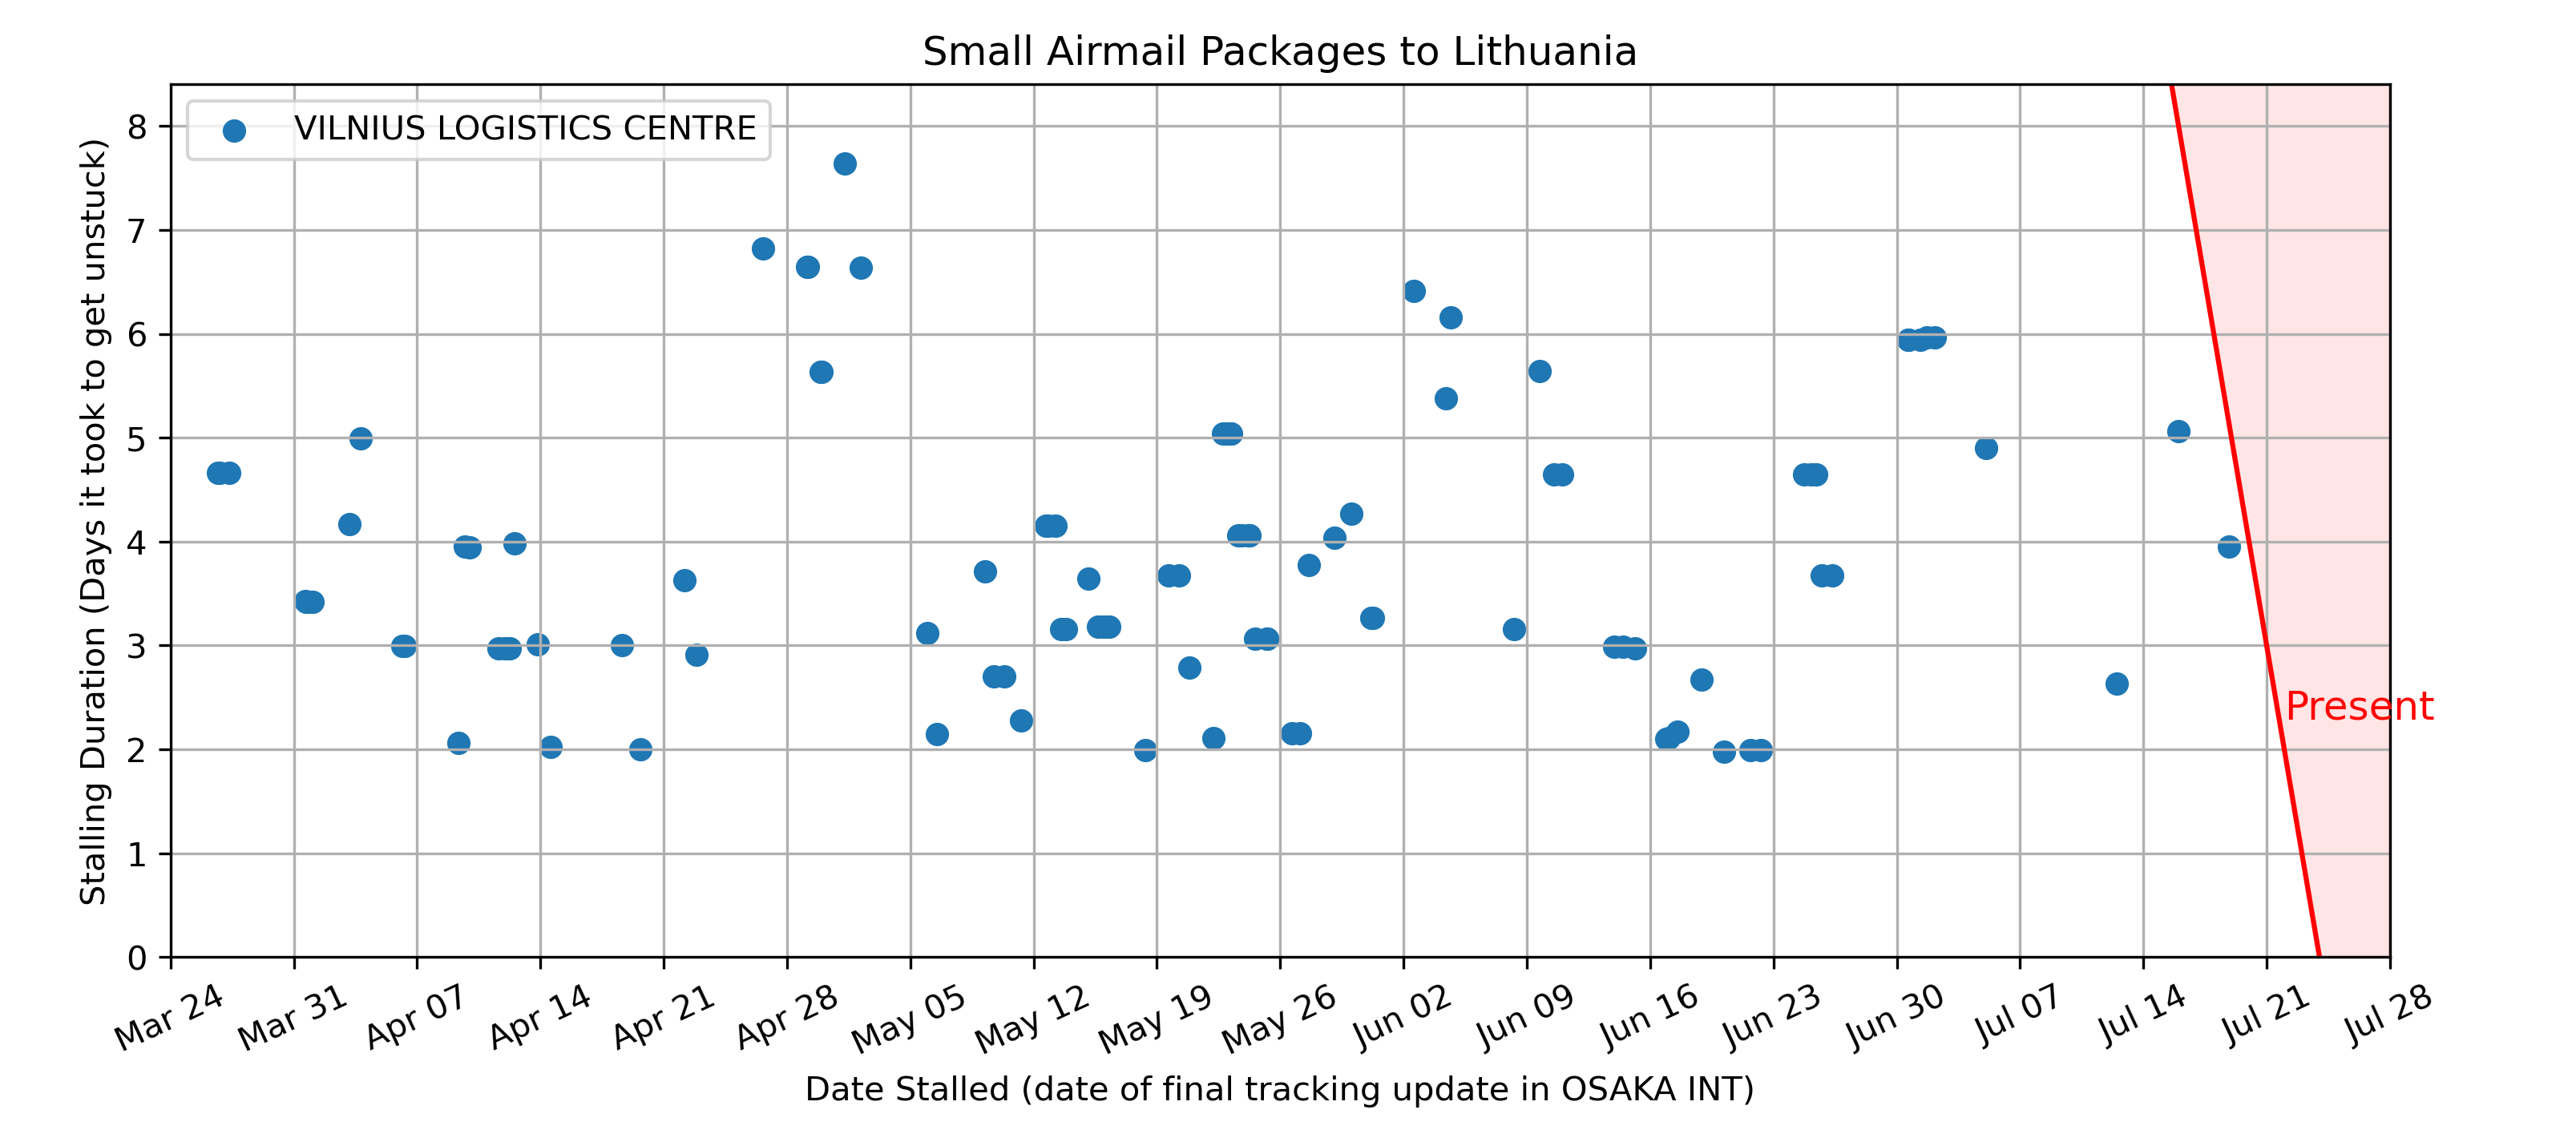 Small Airmail Packages to Lithuania
VILNIUS LOGISTICS CENTRE
Stalling Duration (Days it took to get unstuck)
8
7
6
5
4
3
2
1
0
Present
Mar 24 Mar 31 Apr 07 Apr 14 Apr 21 Apr 28 May 05 May 12 May 19 May 26 Jun 02 Jun 09 Jun 16 Jun 23 Jun 30 Jul 07 Jul 14 Jul 21 Jul 28
Date Stalled (date of final tracking update in OSAKA INT)